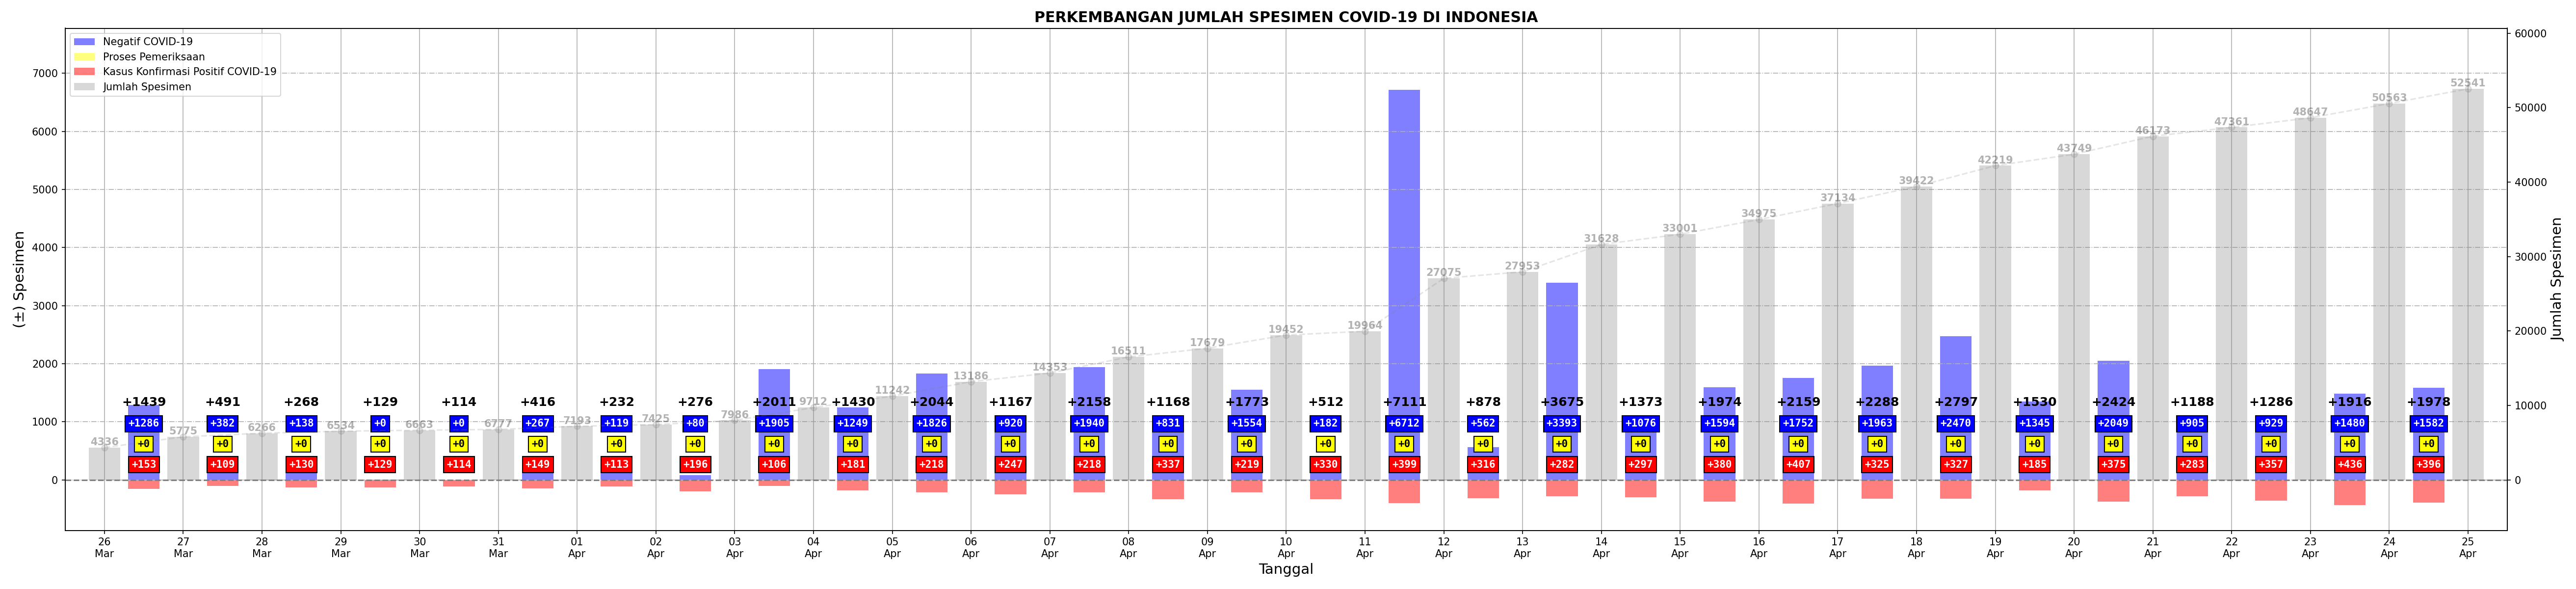 PERKEMBANGAN JUMLAH SPESIMEN COVID-19 DI INDONESIA
Negatif COVID-19
Proses Pemeriksaan
Kasus Konfirmasi Positif COVID-19
Jumlah Spesimen
(±) Spesimen
7000
6000
5000
4000
3000
2000
1000
0
60000
50000
40000
30000
20000
10000
0
Jumlah Spesimen
4336 5775 6266 6534 6663 6777 7193 7425 7986 9712 11242 13186 14353 16511 17679 19452 19964 27075 27953 31628 33001 34975 37134 39422 42219 43749 46173 47361 48647 50563 52541
+1439 +491 +268 +129 +114 +416 +232 +276 +2011 +1430 +2044 +1167 +2158 +1168 +1773 +512 +7111 +878 +3675 +1373 +1974 +2159 +2288 +2797 +1530 +2424 +1188 +1286 +1916 +1978
+1286 +382 +138 +0 +0 +267 +119 +80 +1905 +1249 +1826 +920 +1940 +831 +1554 +182 +6712 +562 +3393 +1076 +1594 +1752 +1963 +2470 +1345 +2049 +905 +929 +1480 +1582
+0 +0 +0 +0 +0 +0 +0 +0 +0 +0 +0 +0 +0 +0 +0 +0 +0 +0 +0 +0 +0 +0 +0 +0 +0 +0 +0 +0 +0 +0
+153 +109 +130 +129 +114 +149 +113 +196 +106 +181 +218 +247 +218 +337 +219 +330 +399 +316 +282 +297 +380 +407 +325 +327 +185 +375 +283 +357 +436 +396
26 27 28 29 30 31 01 02 03 04 05 06 07 08 09 10 11 12 13 14 15 16 17 18 19 20 21 22 23 24 25
Mar Mar Mar Mar Mar Mar Apr Apr Apr Apr Apr Apr Apr Apr Apr Apr Apr Apr Apr Apr Apr Apr Apr Apr Apr Apr Apr Apr Apr Apr Apr
Tanggal